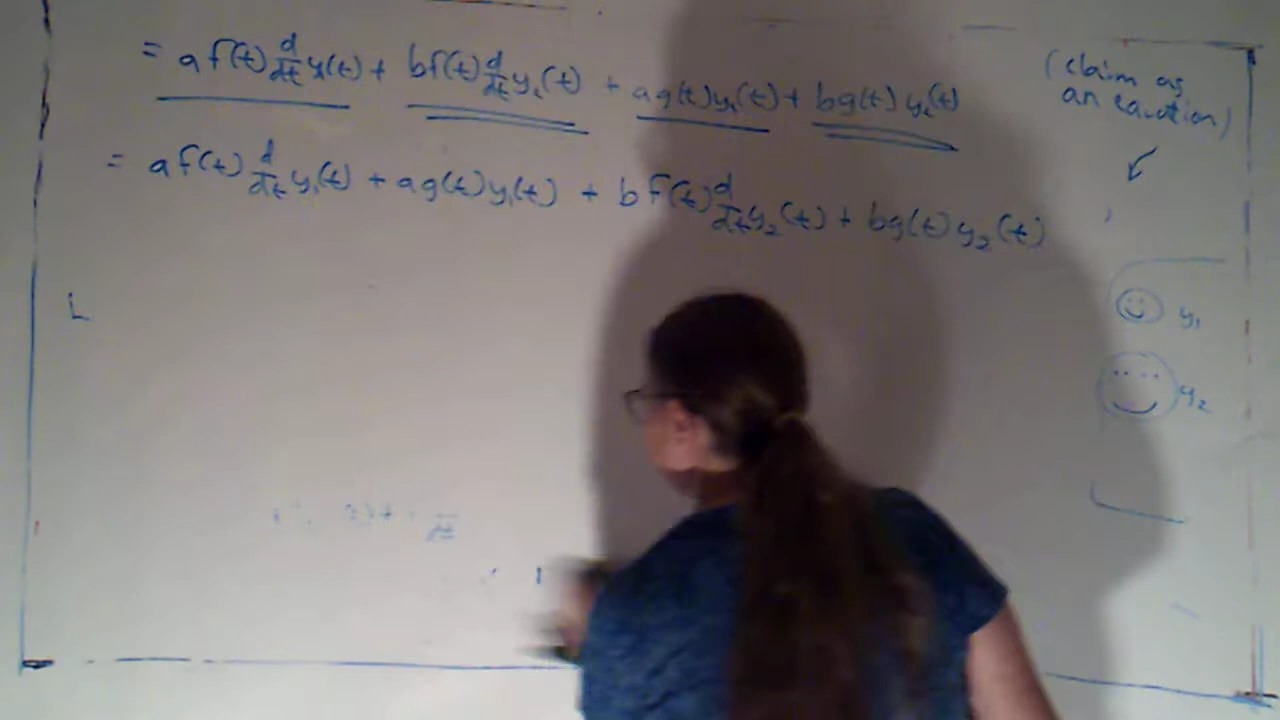 = a f(t) d/dt y₁(t) + b f(t) d/dt y₂(t) + a g(t) y₁(t) + b g(t) y₂(t)
= a f(t) d/dt y₁(t) + a g(t) y₁(t) + b f(t) d/dt y₂(t) + b g(t) y₂(t)
(claim as
an equation)
y₁
y₂
L